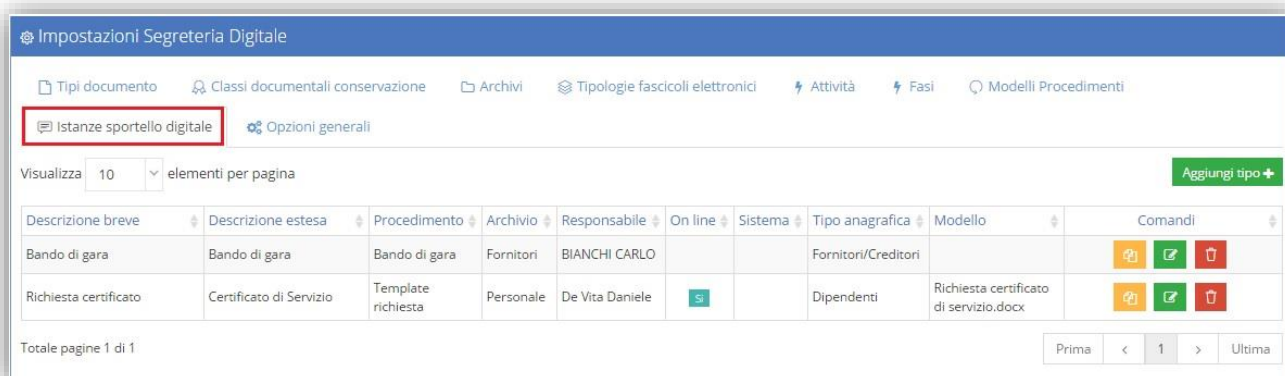 Impostazioni Segreteria Digitale
Tipi documento Classi documentali conservazione Archivi Tipologie fascicoli elettronici Attività Fasi Modelli Procedimenti
Istanze sportello digitale Opzioni generali
Visualizza 10 elementi per pagina Aggiungi tipo
Descrizione breve Descrizione estesa Procedimento Archivio Responsabile On line Sistema Tipo anagrafica Modello Comandi
Bando di gara Bando di gara Bando di gara Fornitori BIANCHI CARLO Fornitori/Creditori
Richiesta certificato Certificato di Servizio Template richiesta Personale De Vita Daniele Si Dipendenti Richiesta certificato di servizio.docx
Totale pagine 1 di 1 Prima < 1 > Ultima